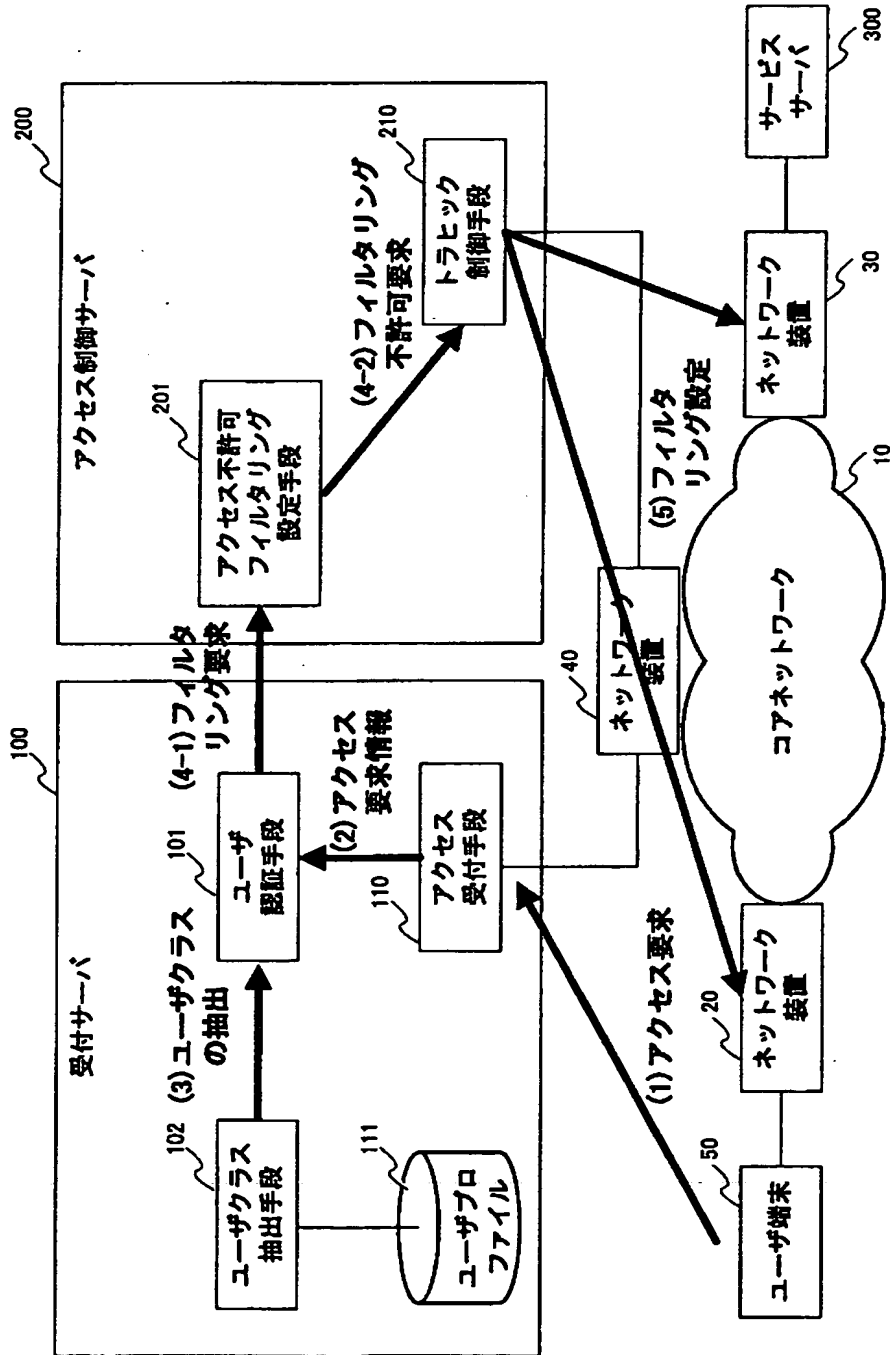 100
受付サーバ
102
ユーザクラス
抽出手段
111
ユーザプロ
ファイル
(3)ユーザクラス
の抽出
101
ユーザ
認証手段
(2)アクセス
要求情報
110
アクセス
受付手段
(4-1)フィルタ
リング要求
200
アクセス制御サーバ
201
アクセス不許可
フィルタリング
設定手段
(4-2)フィルタリング
不許可要求
210
トラヒック
制御手段
(1)アクセス要求
40
ネットワーク
装置
(5)フィルタ
リング設定
50
ユーザ端末
20
ネットワーク
装置
コアネットワーク
10
ネットワーク
装置
30
サービス
サーバ
300